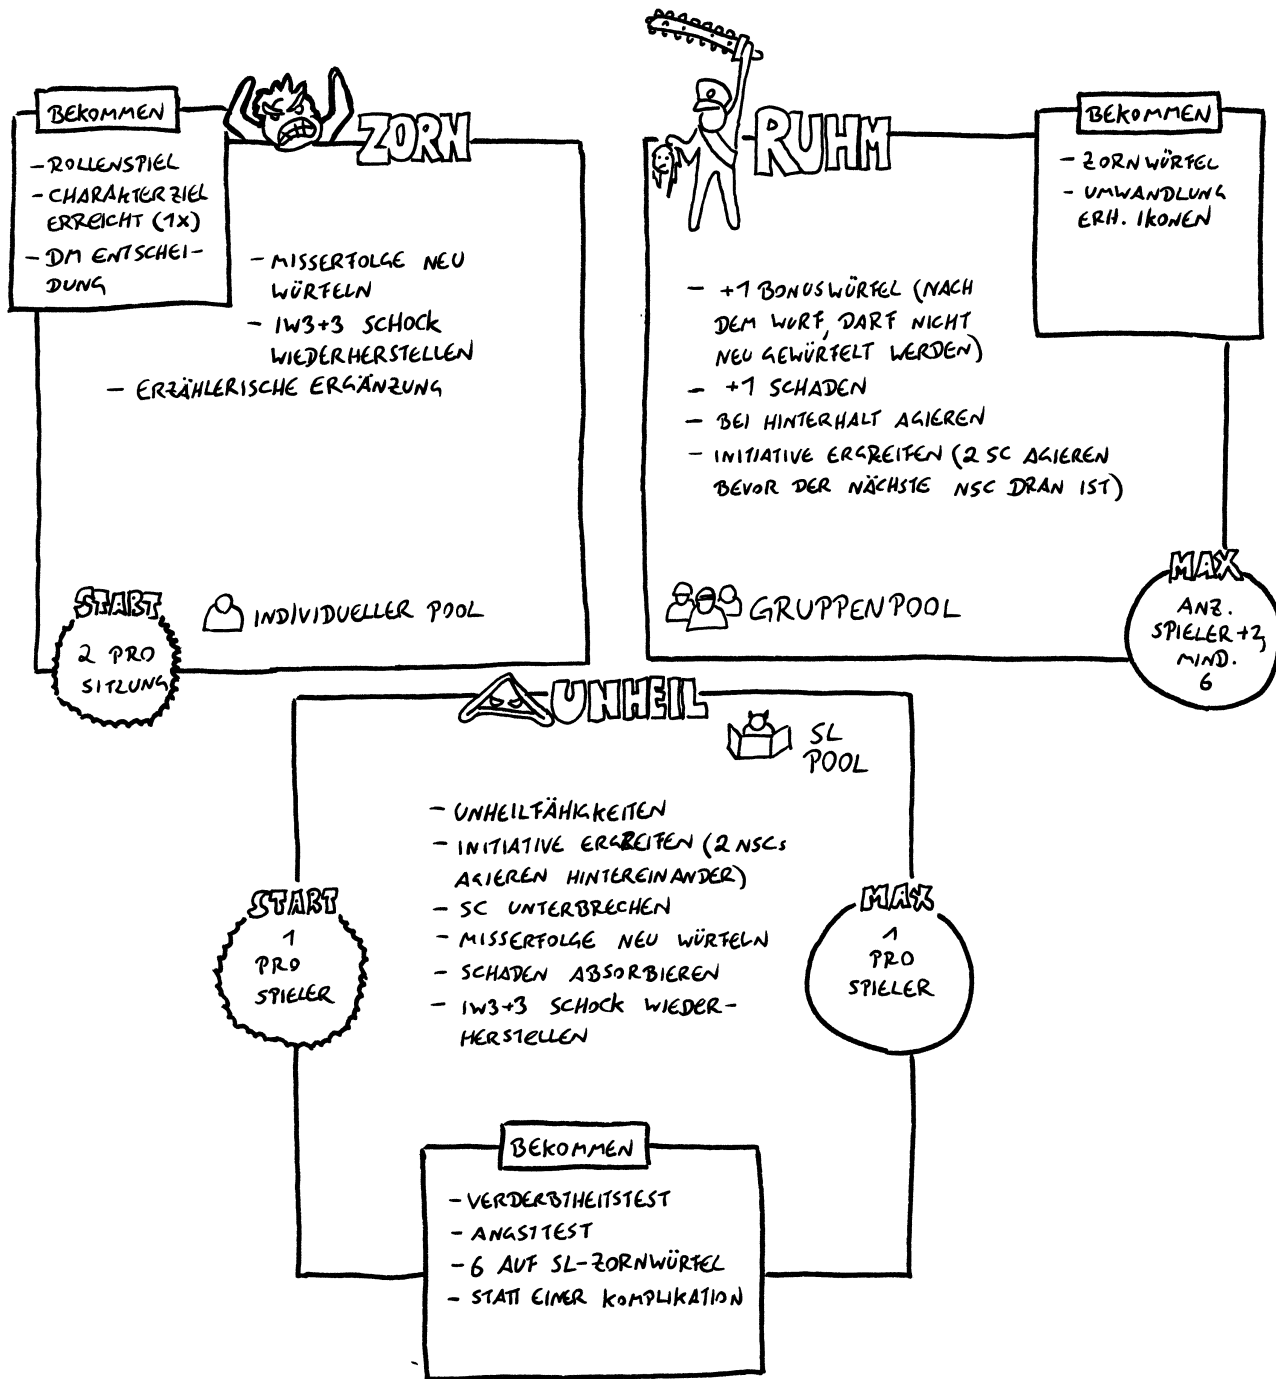 ZORN
BEKOMMEN
- ROLLENSPIEL
- CHARAKTERZIEL
ERREICHT (1X)
- DM ENTSCHEI-
DUNG
- MISSERFOLGE NEU
WÜRFELN
- 1W3+3 SCHOCK
WIEDERHERSTELLEN
- ERZÄHLERISCHE ERGÄNZUNG
START
2 PRO
SITZUNG
INDIVIDUELLER POOL
RUHM
BEKOMMEN
- ZORNWÜRFEL
- UMWANDLUNG
ERH. IKONEN
- +1 BONUSWÜRFEL (NACH
DEM WURF, DARF NICHT
NEU GEWÜRFELT WERDEN)
- +1 SCHADEN
- BEI HINTERHALT AGIEREN
- INITIATIVE ERGREIFEN (2 SC AGIEREN
BEVOR DER NÄCHSTE NSC DRAN IST)
GRUPPENPOOL
MAX
ANZ.
SPIELER +2,
MIND.
6
UNHEIL
SL
POOL
- UNHEILFÄHIGKEITEN
- INITIATIVE ERGREIFEN (2 NSCs
AGIEREN HINTEREINANDER)
- SC UNTERBRECHEN
- MISSERFOLGE NEU WÜRFELN
- SCHADEN ABSORBIEREN
- 1W3+3 SCHOCK WIEDER-
HERSTELLEN
START
1
PRO
SPIELER
MAX
1
PRO
SPIELER
BEKOMMEN
- VERDERBTHEITSTEST
- ANGSTTEST
- 6 AUF SL-ZORNWÜRFEL
- STATT EINER KOMPLIKATION